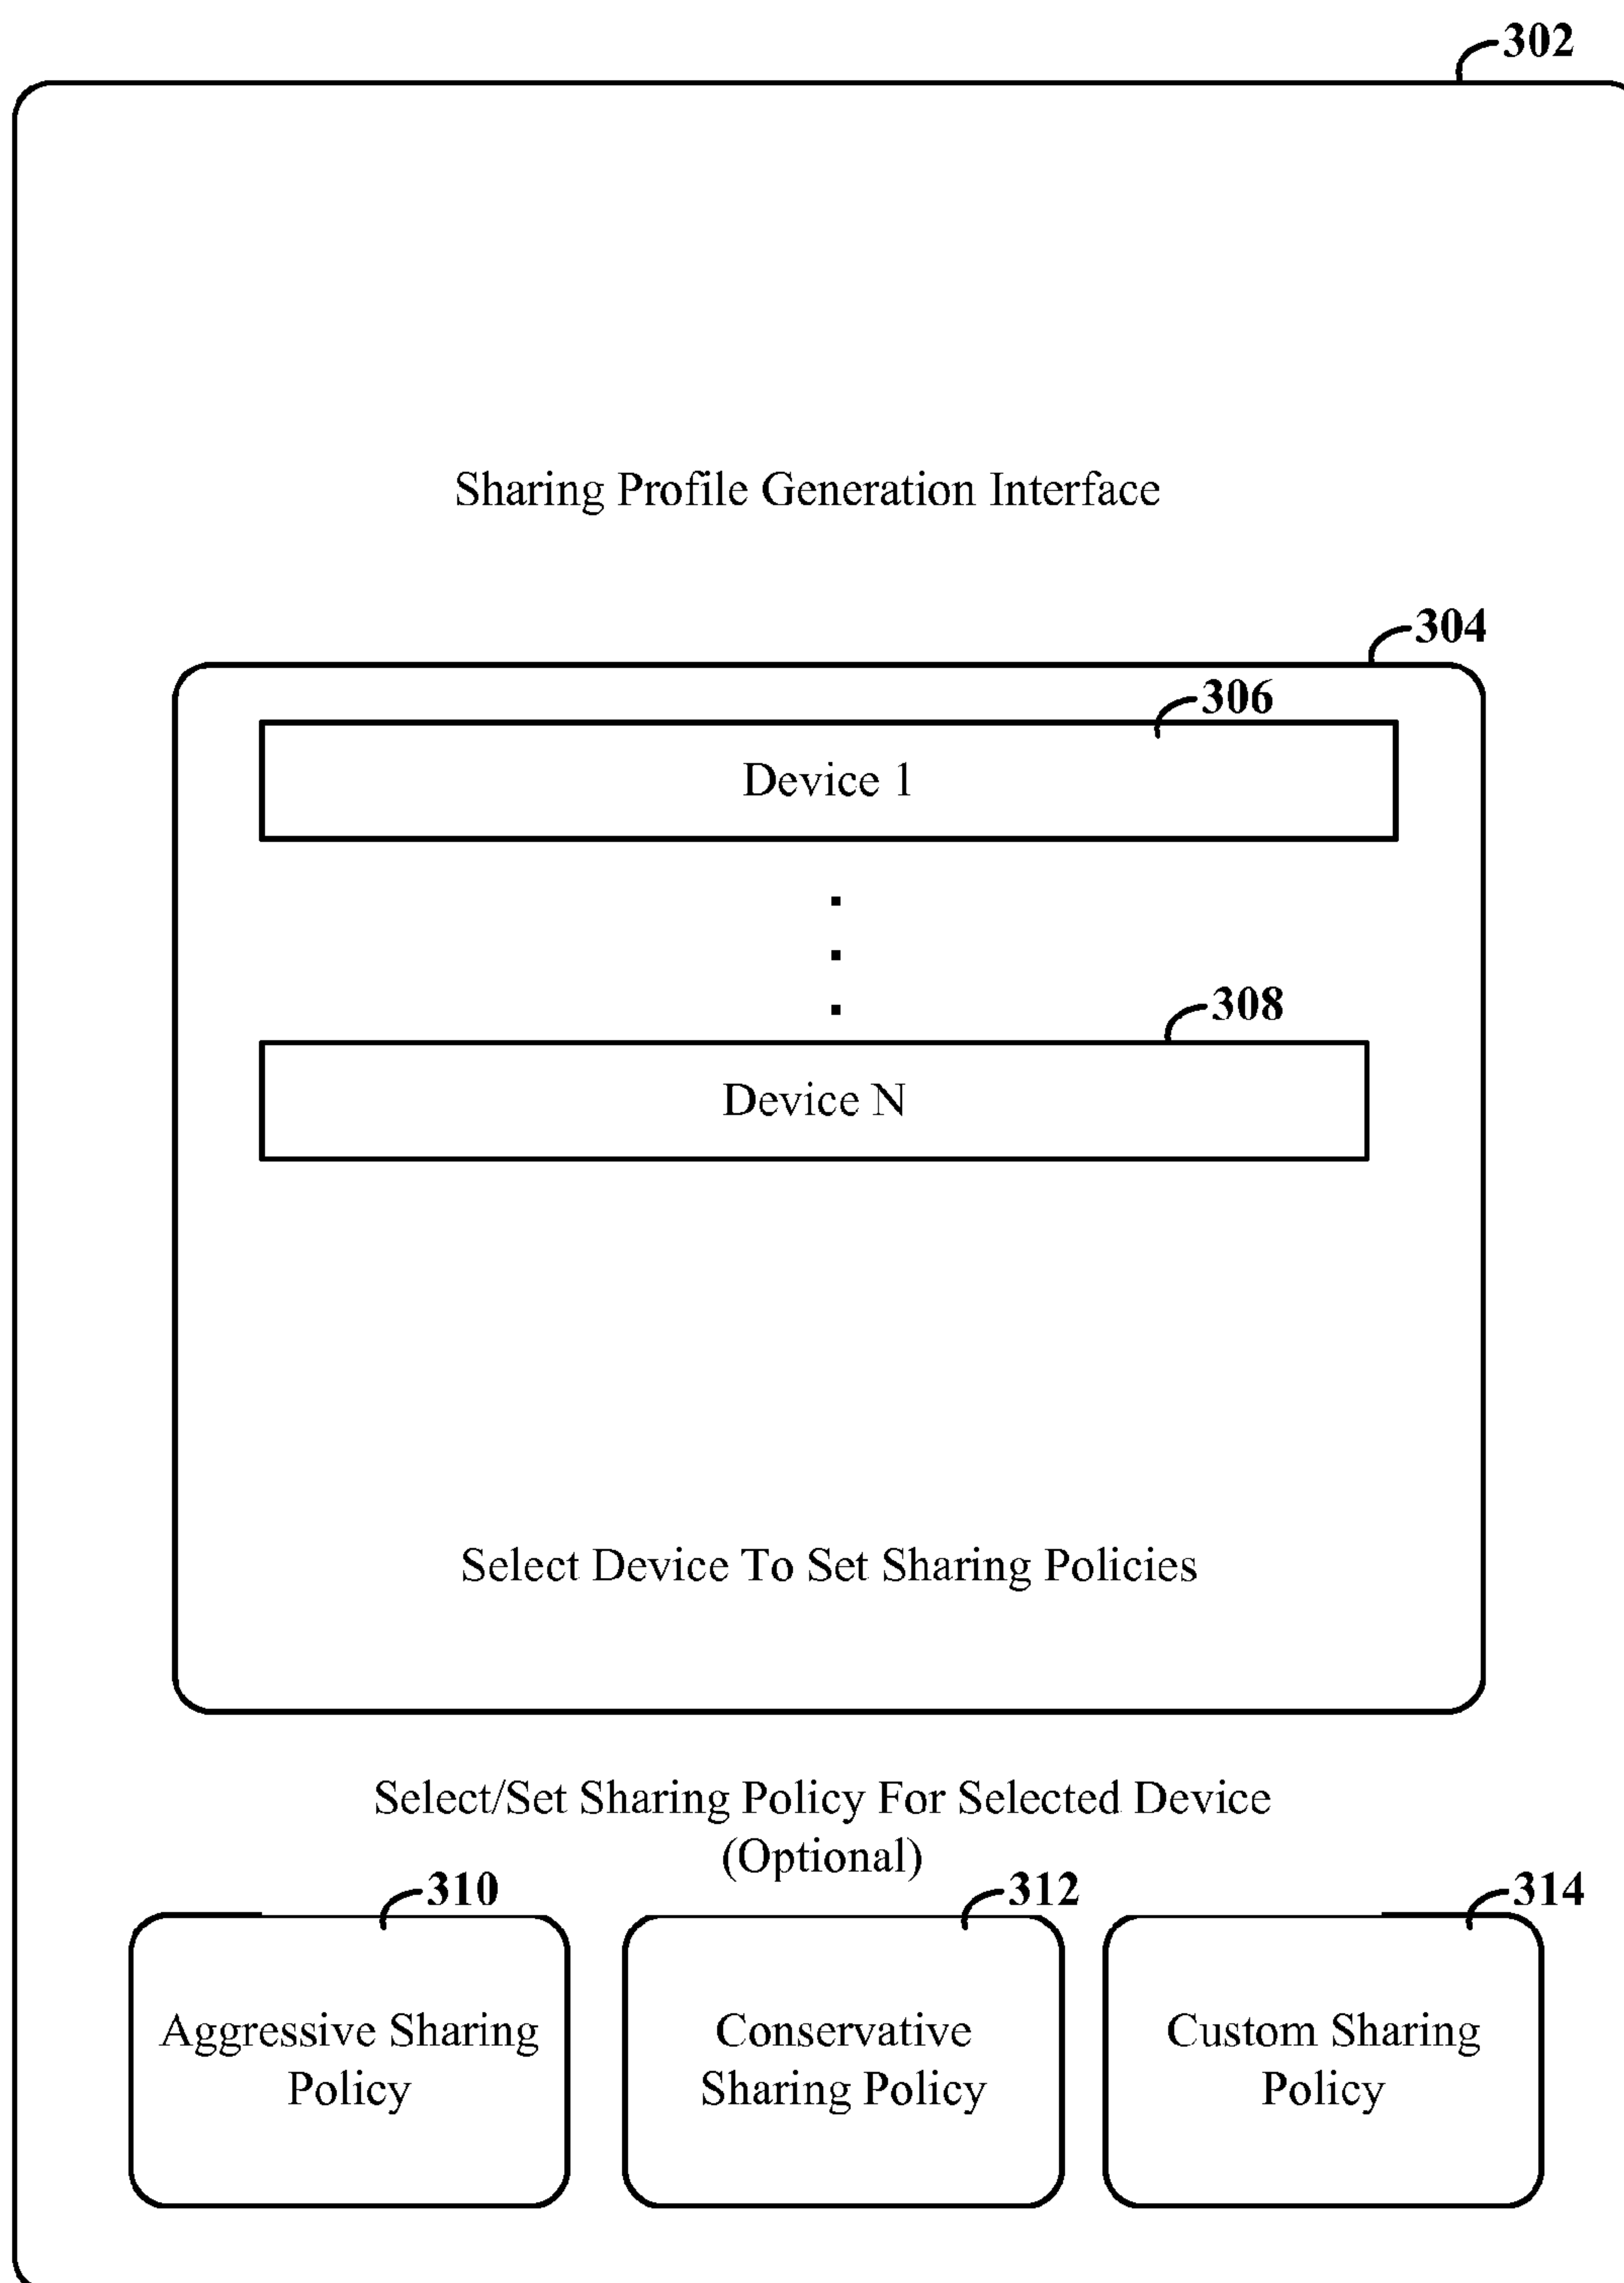 302
Sharing Profile Generation Interface
304
306
Device 1
308
Device N
Select Device To Set Sharing Policies
Select/Set Sharing Policy For Selected Device
(Optional)
310
312
314
Aggressive Sharing
Policy
Conservative
Sharing Policy
Custom Sharing
Policy